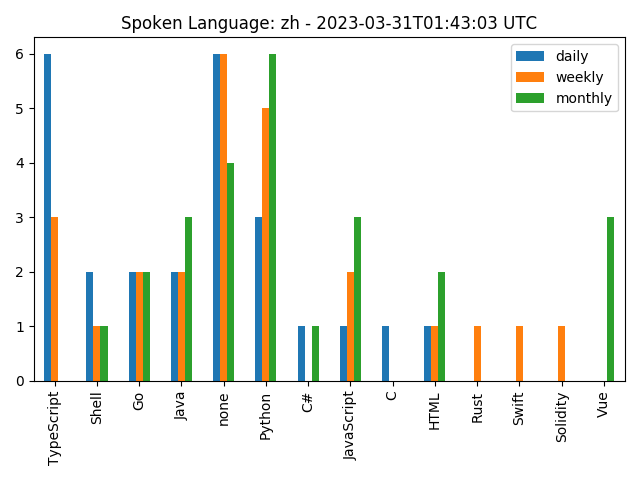 Spoken Language: zh - 2023-03-31T01:43:03 UTC
daily
weekly
monthly
6
5
4
3
2
1
0
TypeScript
Shell
Go
Java
none
Python
C#
JavaScript
C
HTML
Rust
Swift
Solidity
Vue